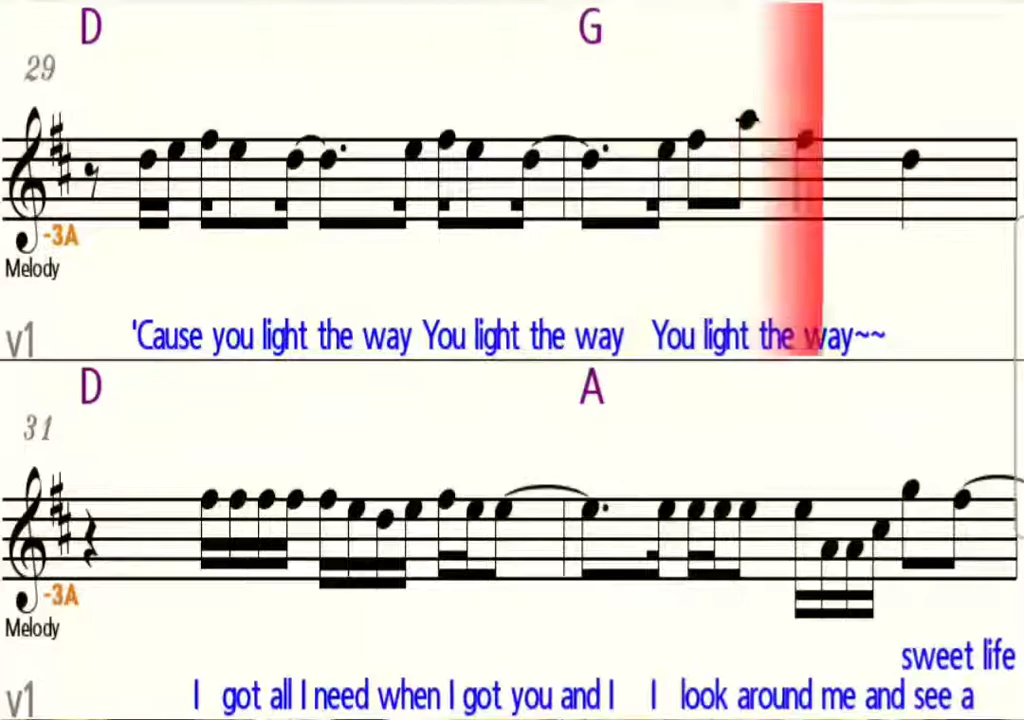 D G
29
-3A
Melody
v1 'Cause you light the way You light the way You light the way~~
D A
31
-3A
Melody
sweet life
v1 I got all I need when I got you and I I look around me and see a